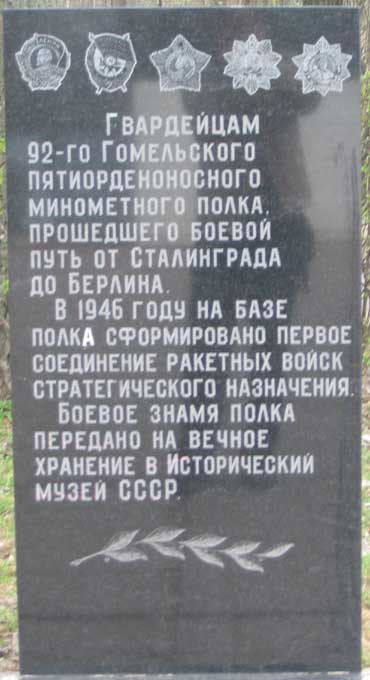 Гвардейцам
92-го Гомельского
пятиорденоносного
минометного полка,
прошедшего боевой
путь от Сталинграда
до Берлина.
В 1946 году на базе
полка сформировано первое
соединение ракетных войск
стратегического назначения.
Боевое знамя полка
передано на вечное
хранение в Исторический
музей СССР.